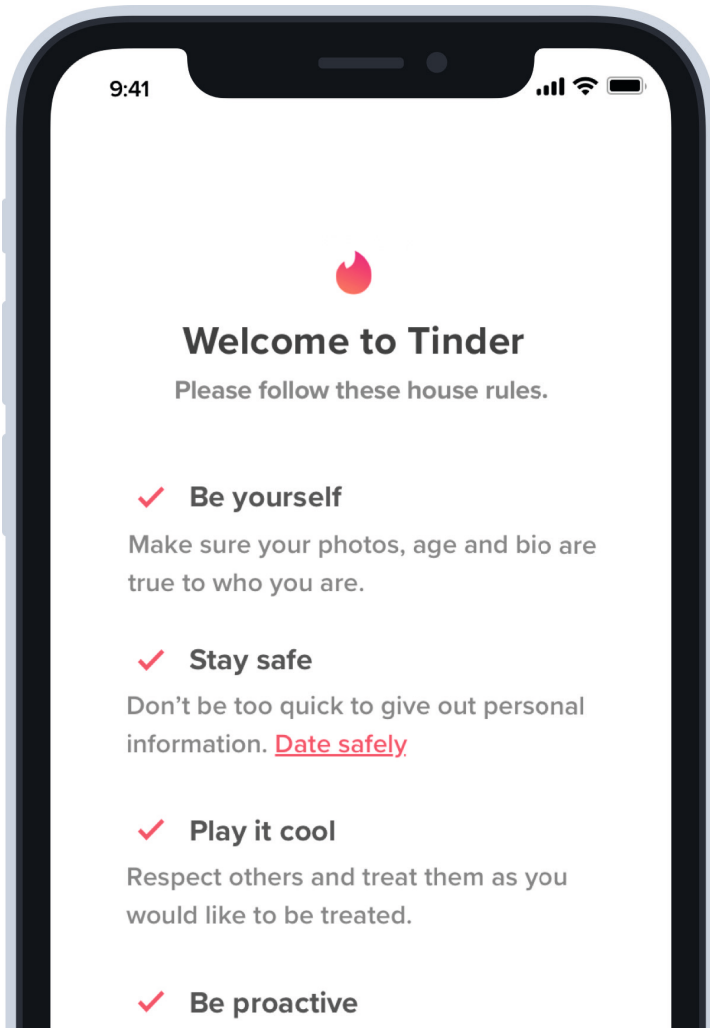 9:41
Welcome to Tinder
Please follow these house rules.
Be yourself
Make sure your photos, age and bio are
true to who you are.
Stay safe
Don’t be too quick to give out personal
information. Date safely
Play it cool
Respect others and treat them as you
would like to be treated.
Be proactive